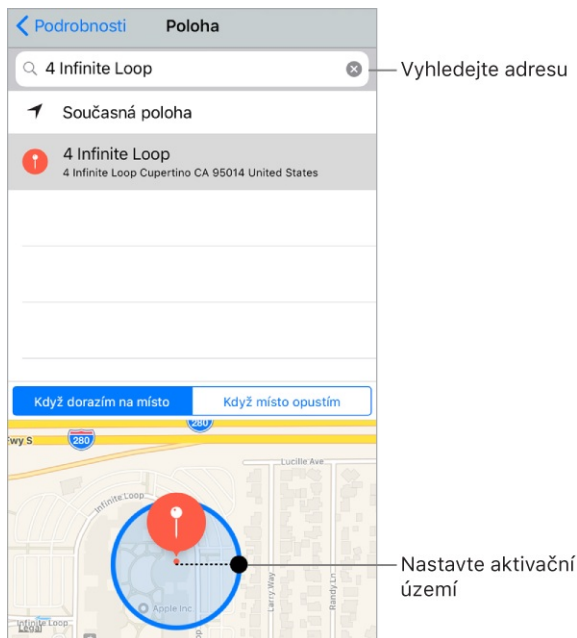 Podrobnosti
Poloha
4 Infinite Loop
Vyhledejte adresu
Současná poloha
4 Infinite Loop
4 Infinite Loop Cupertino CA 95014 United States
Když dorazím na místo
Když místo opustím
280
wy S
280
Lucille Ave
Infinite Loop
Larry Way
Randy Ln
Apple Inc.
Infinite Loop
Legal
Nastavte aktivační
území